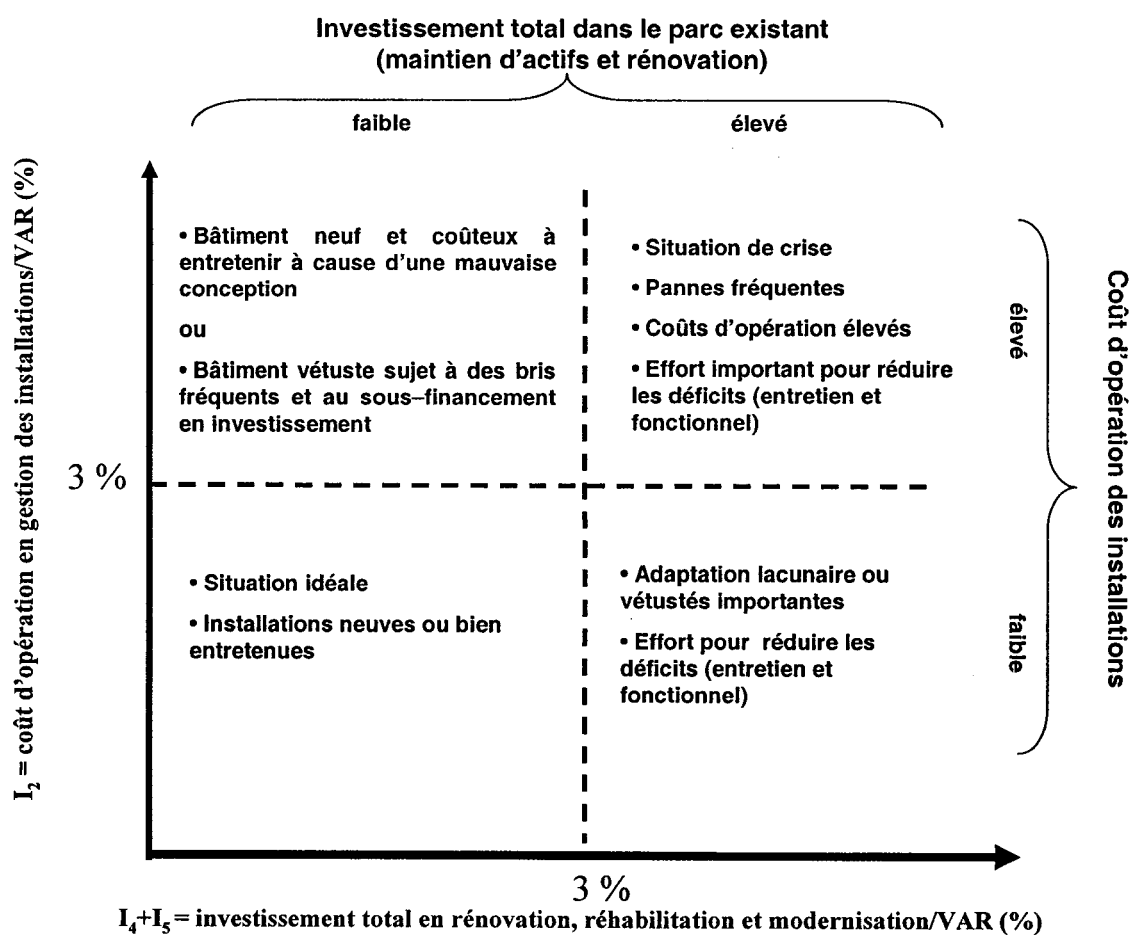 Investissement total dans le parc existant
(maintien d'actifs et rénovation)
faible
élevé
I2 = coût d'opération en gestion des installations/VAR (%)
• Bâtiment neuf et coûteux à
entretenir à cause d'une mauvaise
conception
ou
• Bâtiment vétuste sujet à des bris
fréquents et au sous–financement
en investissement
• Situation de crise
• Pannes fréquentes
• Coûts d'opération élevés
• Effort important pour réduire
les déficits (entretien et
fonctionnel)
élevé
Coût d'opération des installations
3 %
• Situation idéale
• Installations neuves ou bien
entretenues
• Adaptation lacunaire ou
vétustés importantes
• Effort pour réduire les
déficits (entretien et
fonctionnel)
faible
3 %
I4+I5 = investissement total en rénovation, réhabilitation et modernisation/VAR (%)